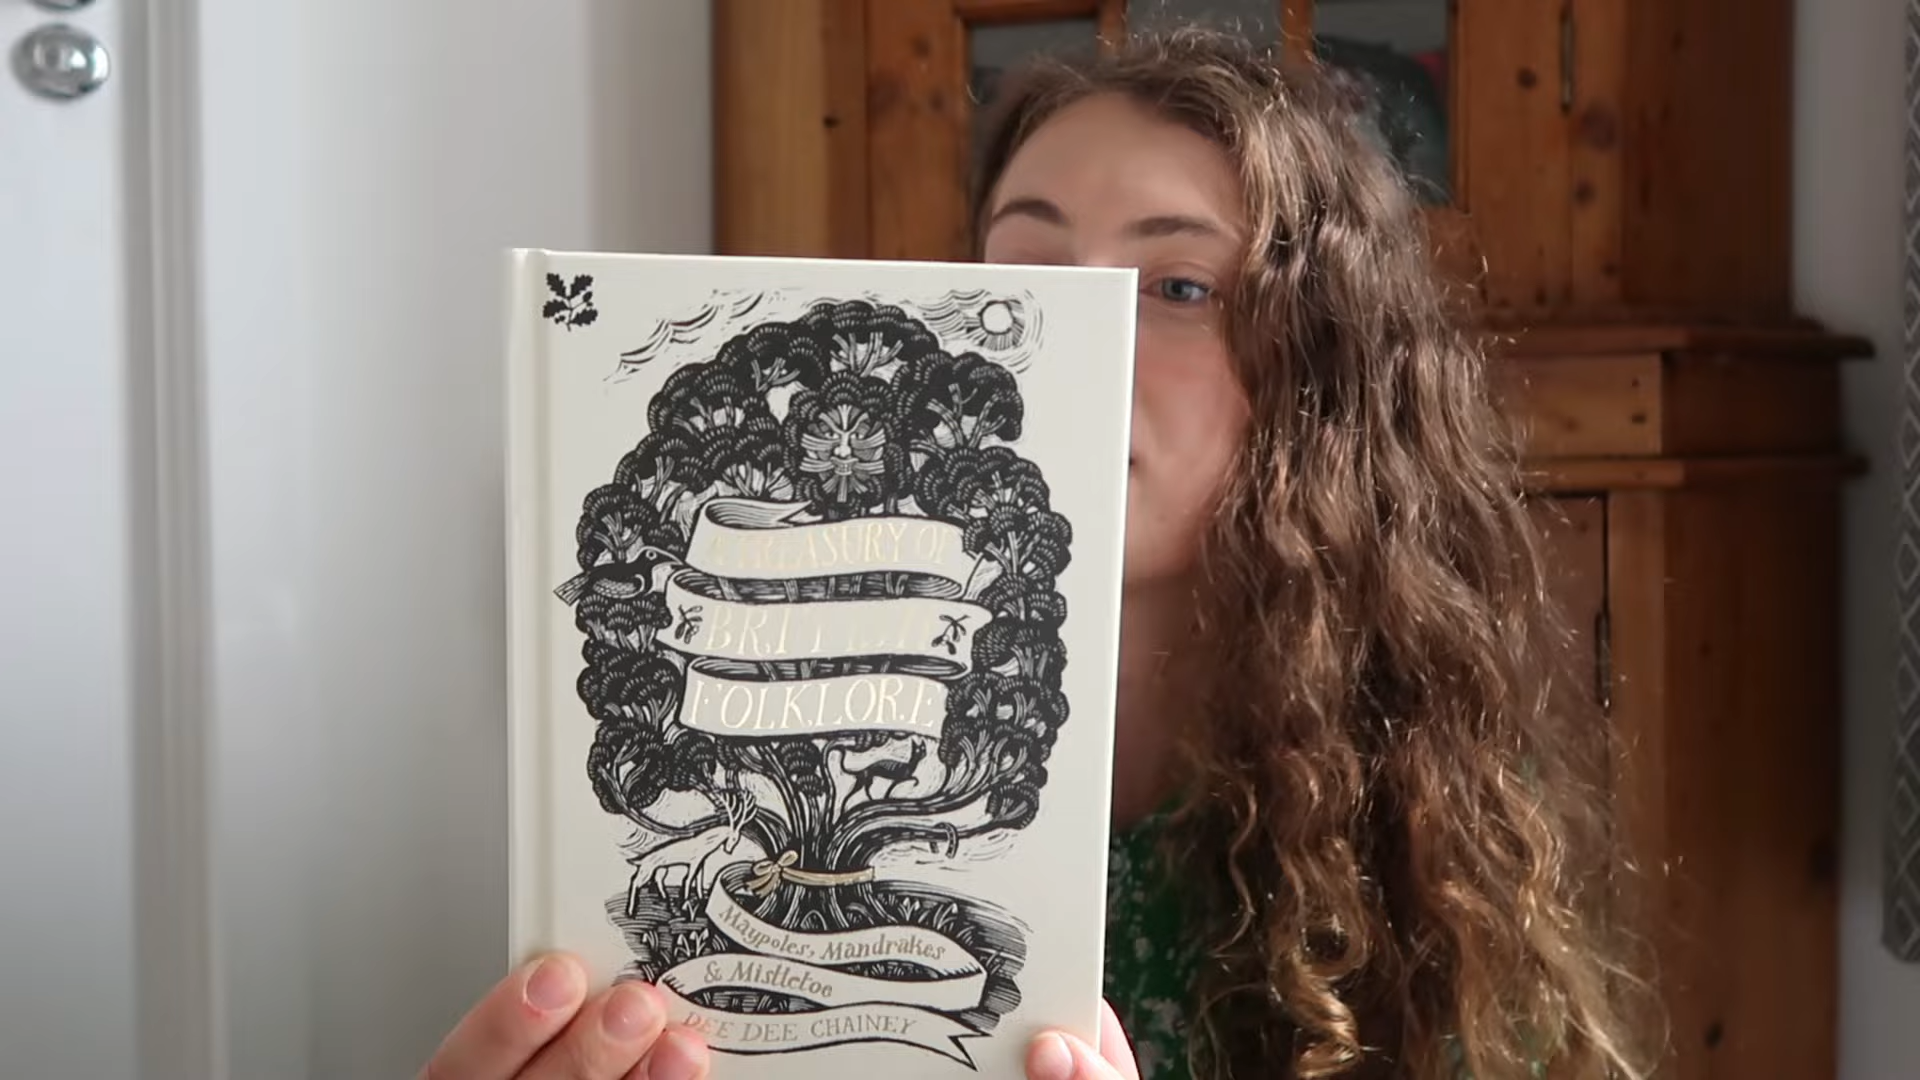 A TREASURY OF
BRITISH
FOLKLORE
Maypoles, Mandrakes
& Mistletoe
DEE DEE CHAINEY